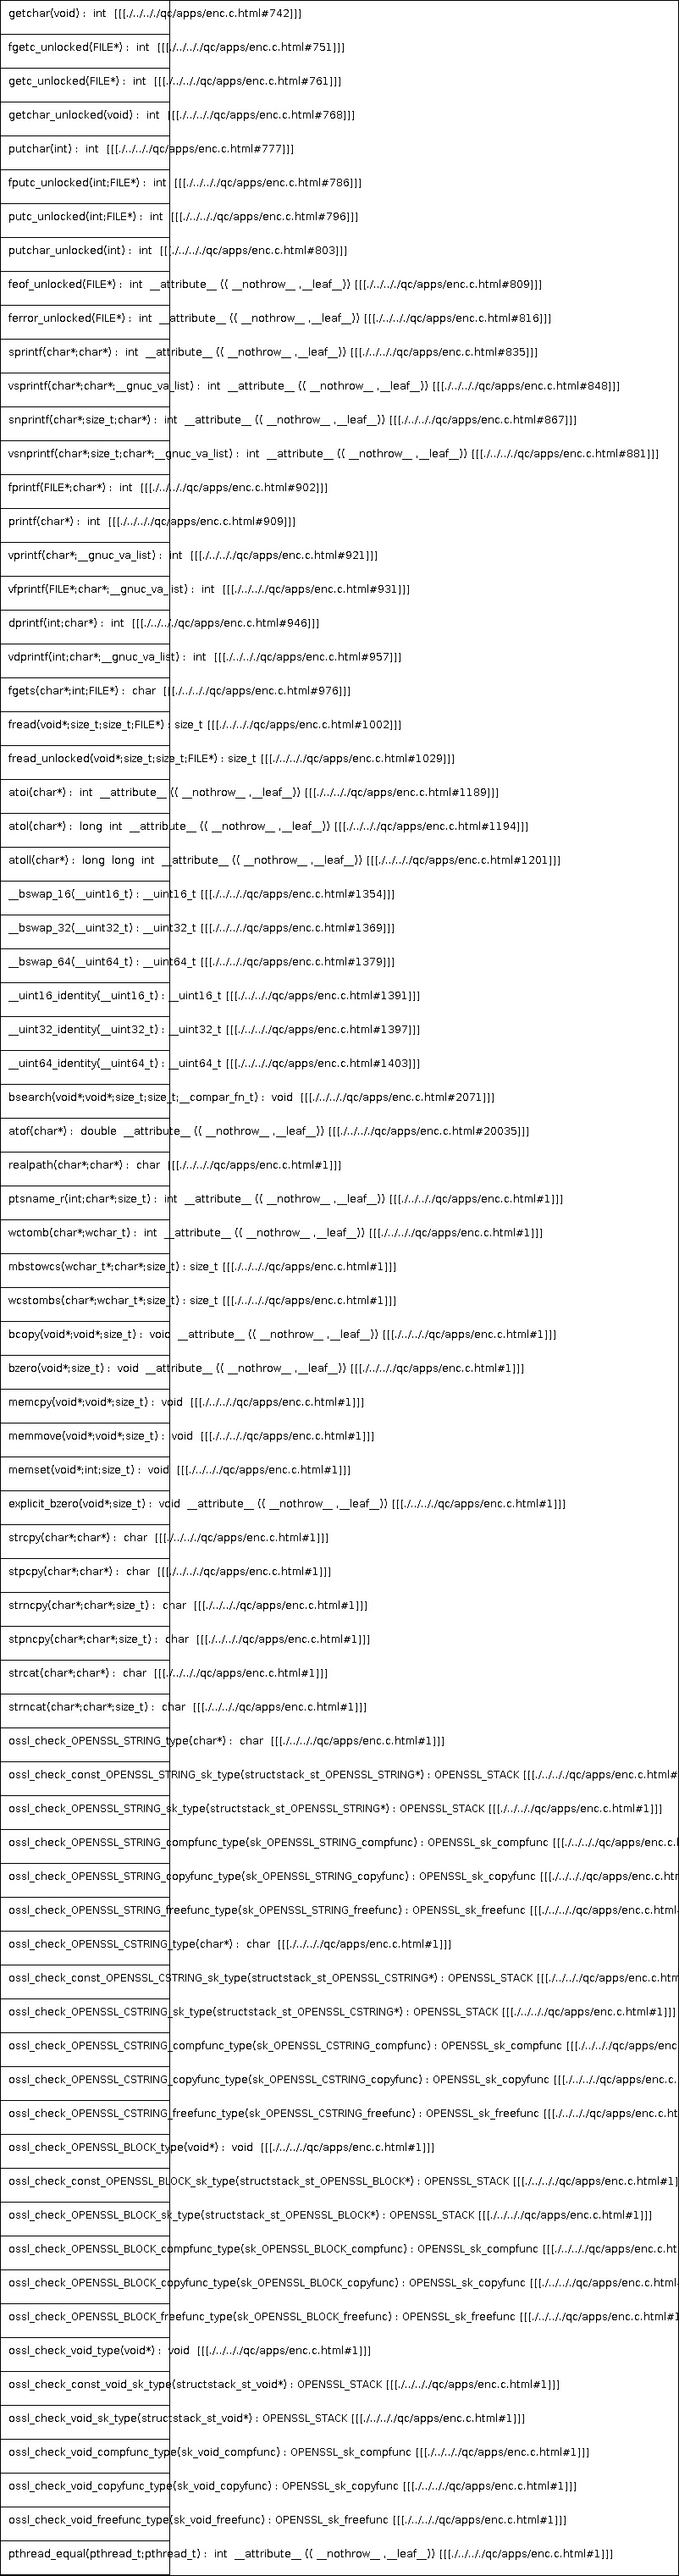 getchar(void) : int [[[./../../qc/apps/enc.c.html#742]]]
fgetc_unlocked(FILE*) : int [[[./../../qc/apps/enc.c.html#751]]]
getc_unlocked(FILE*) : int [[[./../../qc/apps/enc.c.html#761]]]
getchar_unlocked(void) : int [[[./../../qc/apps/enc.c.html#768]]]
putchar(int) : int [[[./../../qc/apps/enc.c.html#777]]]
fputc_unlocked(int;FILE*) : int [[[./../../qc/apps/enc.c.html#786]]]
putc_unlocked(int;FILE*) : int [[[./../../qc/apps/enc.c.html#796]]]
putchar_unlocked(int) : int [[[./../../qc/apps/enc.c.html#803]]]
feof_unlocked(FILE*) : int __attribute__ (( __nothrow__ ,__leaf__)) [[[./../../qc/apps/enc.c.html#809]]]
ferror_unlocked(FILE*) : int __attribute__ (( __nothrow__ ,__leaf__)) [[[./../../qc/apps/enc.c.html#816]]]
sprintf(char*;char*) : int __attribute__ (( __nothrow__ ,__leaf__)) [[[./../../qc/apps/enc.c.html#835]]]
vsprintf(char*;char*;__gnuc_va_list) : int __attribute__ (( __nothrow__ ,__leaf__)) [[[./../../qc/apps/enc.c.html#848]]]
snprintf(char*;size_t;char*) : int __attribute__ (( __nothrow__ ,__leaf__)) [[[./../../qc/apps/enc.c.html#867]]]
vsnprintf(char*;size_t;char*;__gnuc_va_list) : int __attribute__ (( __nothrow__ ,__leaf__)) [[[./../../qc/apps/enc.c.html#881]]]
fprintf(FILE*;char*) : int [[[./../../qc/apps/enc.c.html#902]]]
printf(char*) : int [[[./../../qc/apps/enc.c.html#909]]]
vprintf(char*;__gnuc_va_list) : int [[[./../../qc/apps/enc.c.html#921]]]
vfprintf(FILE*;char*;__gnuc_va_list) : int [[[./../../qc/apps/enc.c.html#931]]]
dprintf(int;char*) : int [[[./../../qc/apps/enc.c.html#946]]]
vdprintf(int;char*;__gnuc_va_list) : int [[[./../../qc/apps/enc.c.html#957]]]
fgets(char*;int;FILE*) : char [[[./../../qc/apps/enc.c.html#976]]]
fread(void*;size_t;size_t;FILE*) : size_t [[[./../../qc/apps/enc.c.html#1002]]]
fread_unlocked(void*;size_t;size_t;FILE*) : size_t [[[./../../qc/apps/enc.c.html#1029]]]
atoi(char*) : int __attribute__ (( __nothrow__ ,__leaf__)) [[[./../../qc/apps/enc.c.html#1189]]]
atol(char*) : long int __attribute__ (( __nothrow__ ,__leaf__)) [[[./../../qc/apps/enc.c.html#1194]]]
atoll(char*) : long long int __attribute__ (( __nothrow__ ,__leaf__)) [[[./../../qc/apps/enc.c.html#1201]]]
__bswap_16(__uint16_t) : __uint16_t [[[./../../qc/apps/enc.c.html#1354]]]
__bswap_32(__uint32_t) : __uint32_t [[[./../../qc/apps/enc.c.html#1369]]]
__bswap_64(__uint64_t) : __uint64_t [[[./../../qc/apps/enc.c.html#1379]]]
__uint16_identity(__uint16_t) : __uint16_t [[[./../../qc/apps/enc.c.html#1391]]]
__uint32_identity(__uint32_t) : __uint32_t [[[./../../qc/apps/enc.c.html#1397]]]
__uint64_identity(__uint64_t) : __uint64_t [[[./../../qc/apps/enc.c.html#1403]]]
bsearch(void*;void*;size_t;size_t;__compar_fn_t) : void [[[./../../qc/apps/enc.c.html#2071]]]
atof(char*) : double __attribute__ (( __nothrow__ ,__leaf__)) [[[./../../qc/apps/enc.c.html#20035]]]
realpath(char*;char*) : char [[[./../../qc/apps/enc.c.html#1]]]
ptsname_r(int;char*;size_t) : int __attribute__ (( __nothrow__ ,__leaf__)) [[[./../../qc/apps/enc.c.html#1]]]
wctomb(char*;wchar_t) : int __attribute__ (( __nothrow__ ,__leaf__)) [[[./../../qc/apps/enc.c.html#1]]]
mbstowcs(wchar_t*;char*;size_t) : size_t [[[./../../qc/apps/enc.c.html#1]]]
wcstombs(char*;wchar_t*;size_t) : size_t [[[./../../qc/apps/enc.c.html#1]]]
bcopy(void*;void*;size_t) : void __attribute__ (( __nothrow__ ,__leaf__)) [[[./../../qc/apps/enc.c.html#1]]]
bzero(void*;size_t) : void __attribute__ (( __nothrow__ ,__leaf__)) [[[./../../qc/apps/enc.c.html#1]]]
memcpy(void*;void*;size_t) : void [[[./../../qc/apps/enc.c.html#1]]]
memmove(void*;void*;size_t) : void [[[./../../qc/apps/enc.c.html#1]]]
memset(void*;int;size_t) : void [[[./../../qc/apps/enc.c.html#1]]]
explicit_bzero(void*;size_t) : void __attribute__ (( __nothrow__ ,__leaf__)) [[[./../../qc/apps/enc.c.html#1]]]
strcpy(char*;char*) : char [[[./../../qc/apps/enc.c.html#1]]]
stpcpy(char*;char*) : char [[[./../../qc/apps/enc.c.html#1]]]
strncpy(char*;char*;size_t) : char [[[./../../qc/apps/enc.c.html#1]]]
stpncpy(char*;char*;size_t) : char [[[./../../qc/apps/enc.c.html#1]]]
strcat(char*;char*) : char [[[./../../qc/apps/enc.c.html#1]]]
strncat(char*;char*;size_t) : char [[[./../../qc/apps/enc.c.html#1]]]
ossl_check_OPENSSL_STRING_type(char*) : char [[[./../../qc/apps/enc.c.html#1]]]
ossl_check_const_OPENSSL_STRING_sk_type(structstack_st_OPENSSL_STRING*) : OPENSSL_STACK [[[./../../qc/apps/enc.c.html#
ossl_check_OPENSSL_STRING_sk_type(structstack_st_OPENSSL_STRING*) : OPENSSL_STACK [[[./../../qc/apps/enc.c.html#1]]]
ossl_check_OPENSSL_STRING_compfunc_type(sk_OPENSSL_STRING_compfunc) : OPENSSL_sk_compfunc [[[./../../qc/apps/enc.c.
ossl_check_OPENSSL_STRING_copyfunc_type(sk_OPENSSL_STRING_copyfunc) : OPENSSL_sk_copyfunc [[[./../../qc/apps/enc.c.htm
ossl_check_OPENSSL_STRING_freefunc_type(sk_OPENSSL_STRING_freefunc) : OPENSSL_sk_freefunc [[[./../../qc/apps/enc.c.html
ossl_check_OPENSSL_CSTRING_type(char*) : char [[[./../../qc/apps/enc.c.html#1]]]
ossl_check_const_OPENSSL_CSTRING_sk_type(structstack_st_OPENSSL_CSTRING*) : OPENSSL_STACK [[[./../../qc/apps/enc.c.htm
ossl_check_OPENSSL_CSTRING_sk_type(structstack_st_OPENSSL_CSTRING*) : OPENSSL_STACK [[[./../../qc/apps/enc.c.html#1]]]
ossl_check_OPENSSL_CSTRING_compfunc_type(sk_OPENSSL_CSTRING_compfunc) : OPENSSL_sk_compfunc [[[./../../qc/apps/enc
ossl_check_OPENSSL_CSTRING_copyfunc_type(sk_OPENSSL_CSTRING_copyfunc) : OPENSSL_sk_copyfunc [[[./../../qc/apps/enc.c.
ossl_check_OPENSSL_CSTRING_freefunc_type(sk_OPENSSL_CSTRING_freefunc) : OPENSSL_sk_freefunc [[[./../../qc/apps/enc.c.ht
ossl_check_OPENSSL_BLOCK_type(void*) : void [[[./../../qc/apps/enc.c.html#1]]]
ossl_check_const_OPENSSL_BLOCK_sk_type(structstack_st_OPENSSL_BLOCK*) : OPENSSL_STACK [[[./../../qc/apps/enc.c.html#1]
ossl_check_OPENSSL_BLOCK_sk_type(structstack_st_OPENSSL_BLOCK*) : OPENSSL_STACK [[[./../../qc/apps/enc.c.html#1]]]
ossl_check_OPENSSL_BLOCK_compfunc_type(sk_OPENSSL_BLOCK_compfunc) : OPENSSL_sk_compfunc [[[./../../qc/apps/enc.c.ht
ossl_check_OPENSSL_BLOCK_copyfunc_type(sk_OPENSSL_BLOCK_copyfunc) : OPENSSL_sk_copyfunc [[[./../../qc/apps/enc.c.html
ossl_check_OPENSSL_BLOCK_freefunc_type(sk_OPENSSL_BLOCK_freefunc) : OPENSSL_sk_freefunc [[[./../../qc/apps/enc.c.html#1
ossl_check_void_type(void*) : void [[[./../../qc/apps/enc.c.html#1]]]
ossl_check_const_void_sk_type(structstack_st_void*) : OPENSSL_STACK [[[./../../qc/apps/enc.c.html#1]]]
ossl_check_void_sk_type(structstack_st_void*) : OPENSSL_STACK [[[./../../qc/apps/enc.c.html#1]]]
ossl_check_void_compfunc_type(sk_void_compfunc) : OPENSSL_sk_compfunc [[[./../../qc/apps/enc.c.html#1]]]
ossl_check_void_copyfunc_type(sk_void_copyfunc) : OPENSSL_sk_copyfunc [[[./../../qc/apps/enc.c.html#1]]]
ossl_check_void_freefunc_type(sk_void_freefunc) : OPENSSL_sk_freefunc [[[./../../qc/apps/enc.c.html#1]]]
pthread_equal(pthread_t;pthread_t) : int __attribute__ (( __nothrow__ ,__leaf__)) [[[./../../qc/apps/enc.c.html#1]]]